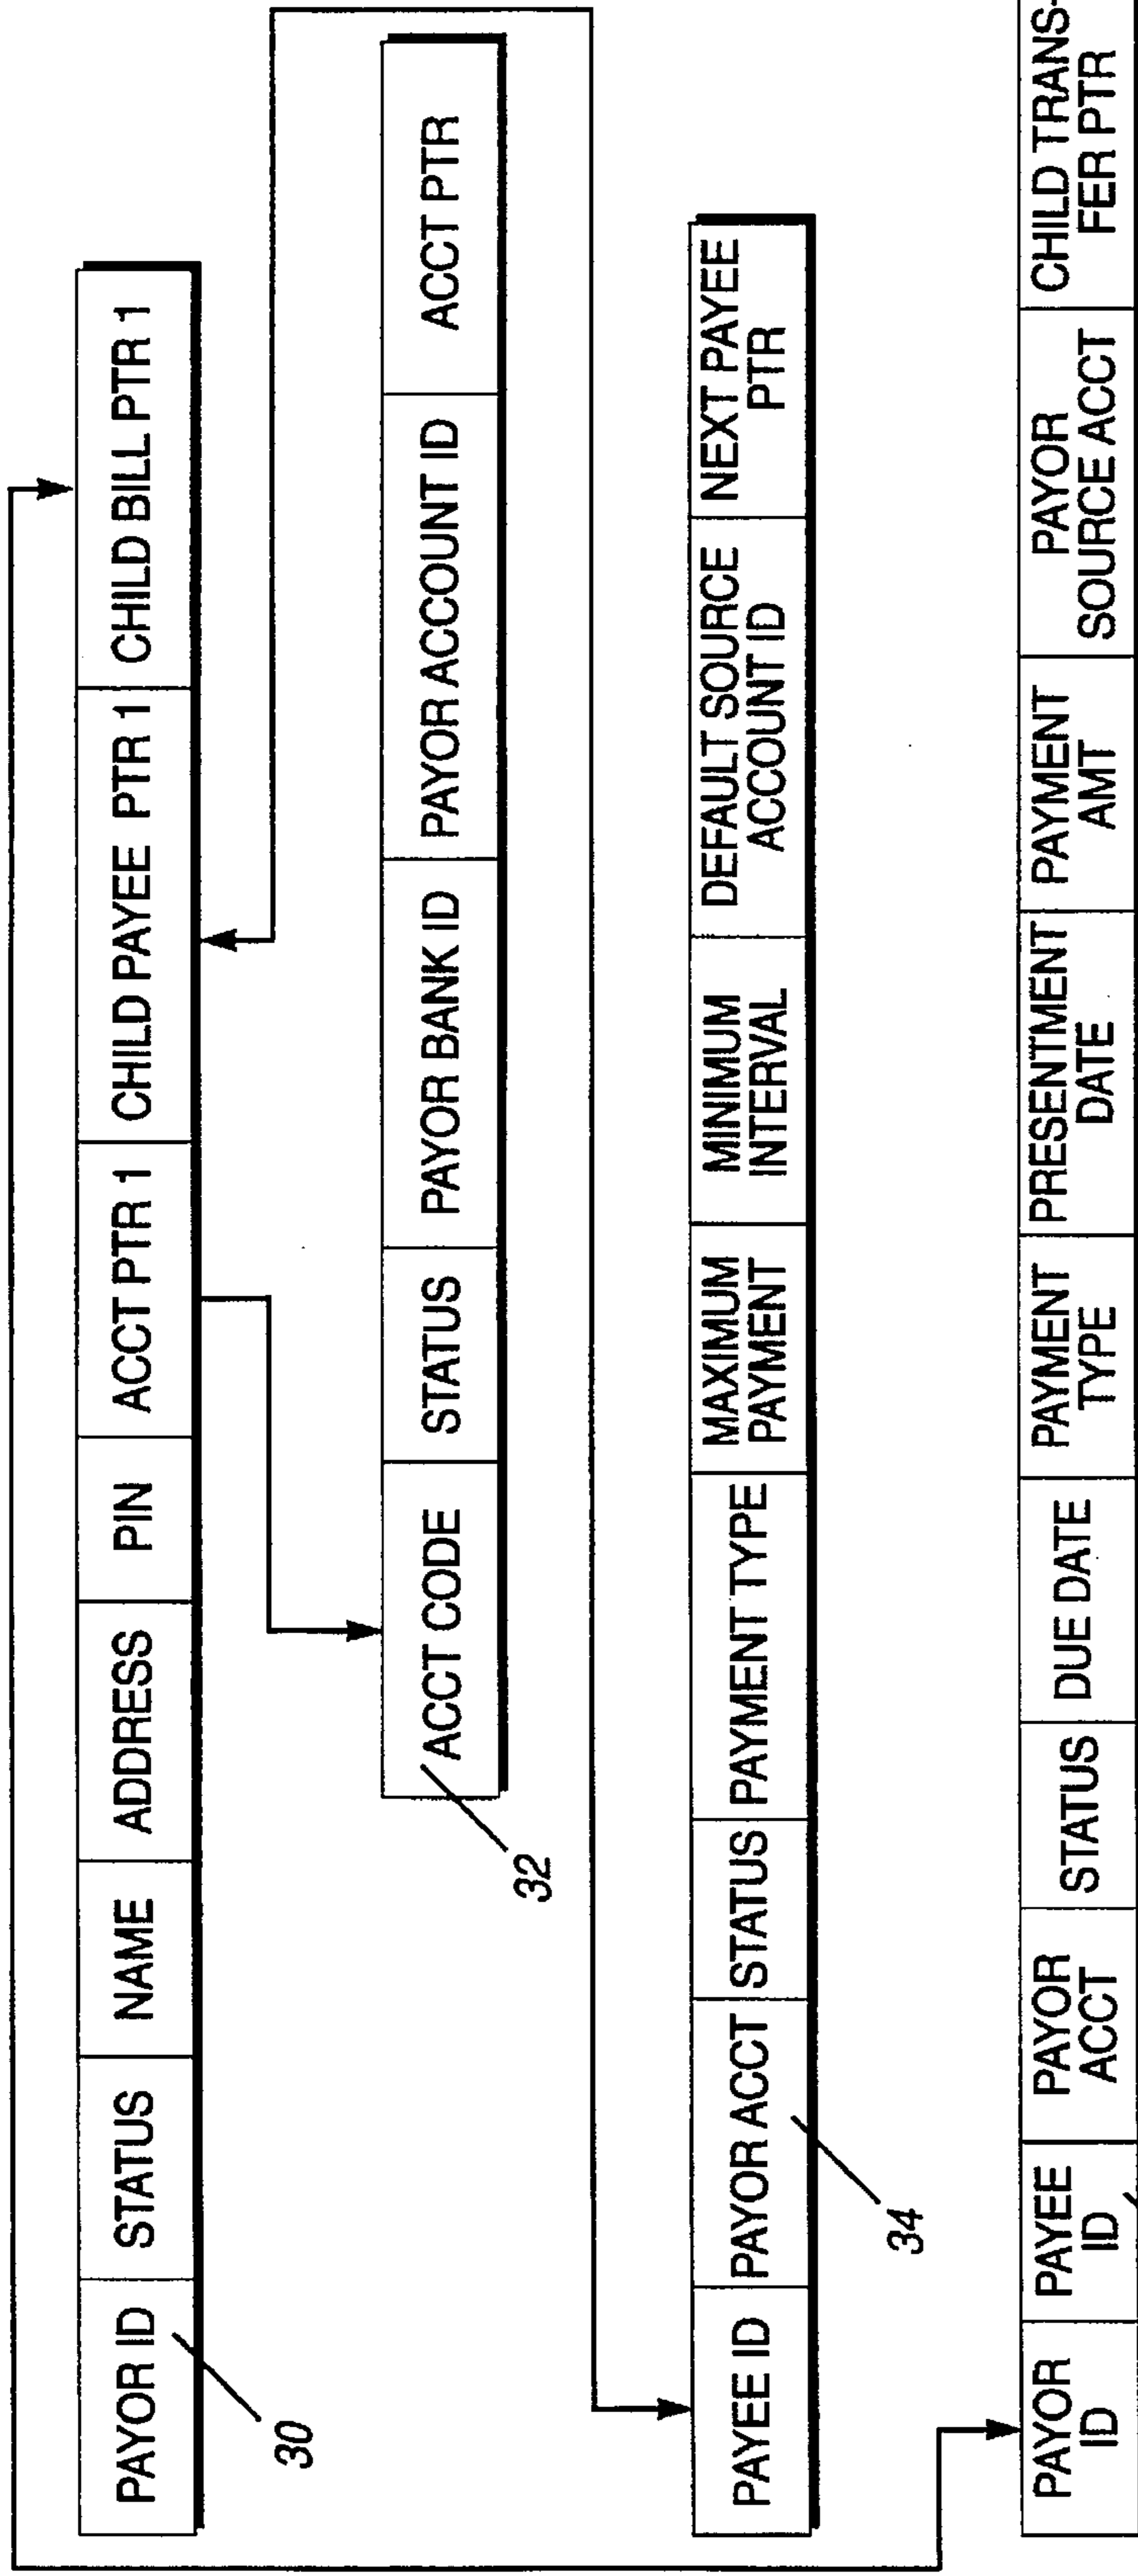 PAYOR ID
STATUS
NAME
ADDRESS
PIN
ACCT PTR 1
CHILD PAYEE PTR 1
CHILD BILL PTR 1
30
ACCT CODE
STATUS
PAYOR BANK ID
PAYOR ACCOUNT ID
ACCT PTR
32
PAYEE ID
PAYOR ACCT
STATUS
PAYMENT TYPE
MAXIMUM
PAYMENT
MINIMUM
INTERVAL
DEFAULT SOURCE
ACCOUNT ID
NEXT PAYEE
PTR
34
PAYOR
ID
PAYEE
ID
PAYOR
ACCT
STATUS
DUE DATE
PAYMENT
TYPE
PRESENTMENT
DATE
PAYMENT
AMT
PAYOR
SOURCE ACCT
CHILD TRANS-
FER PTR